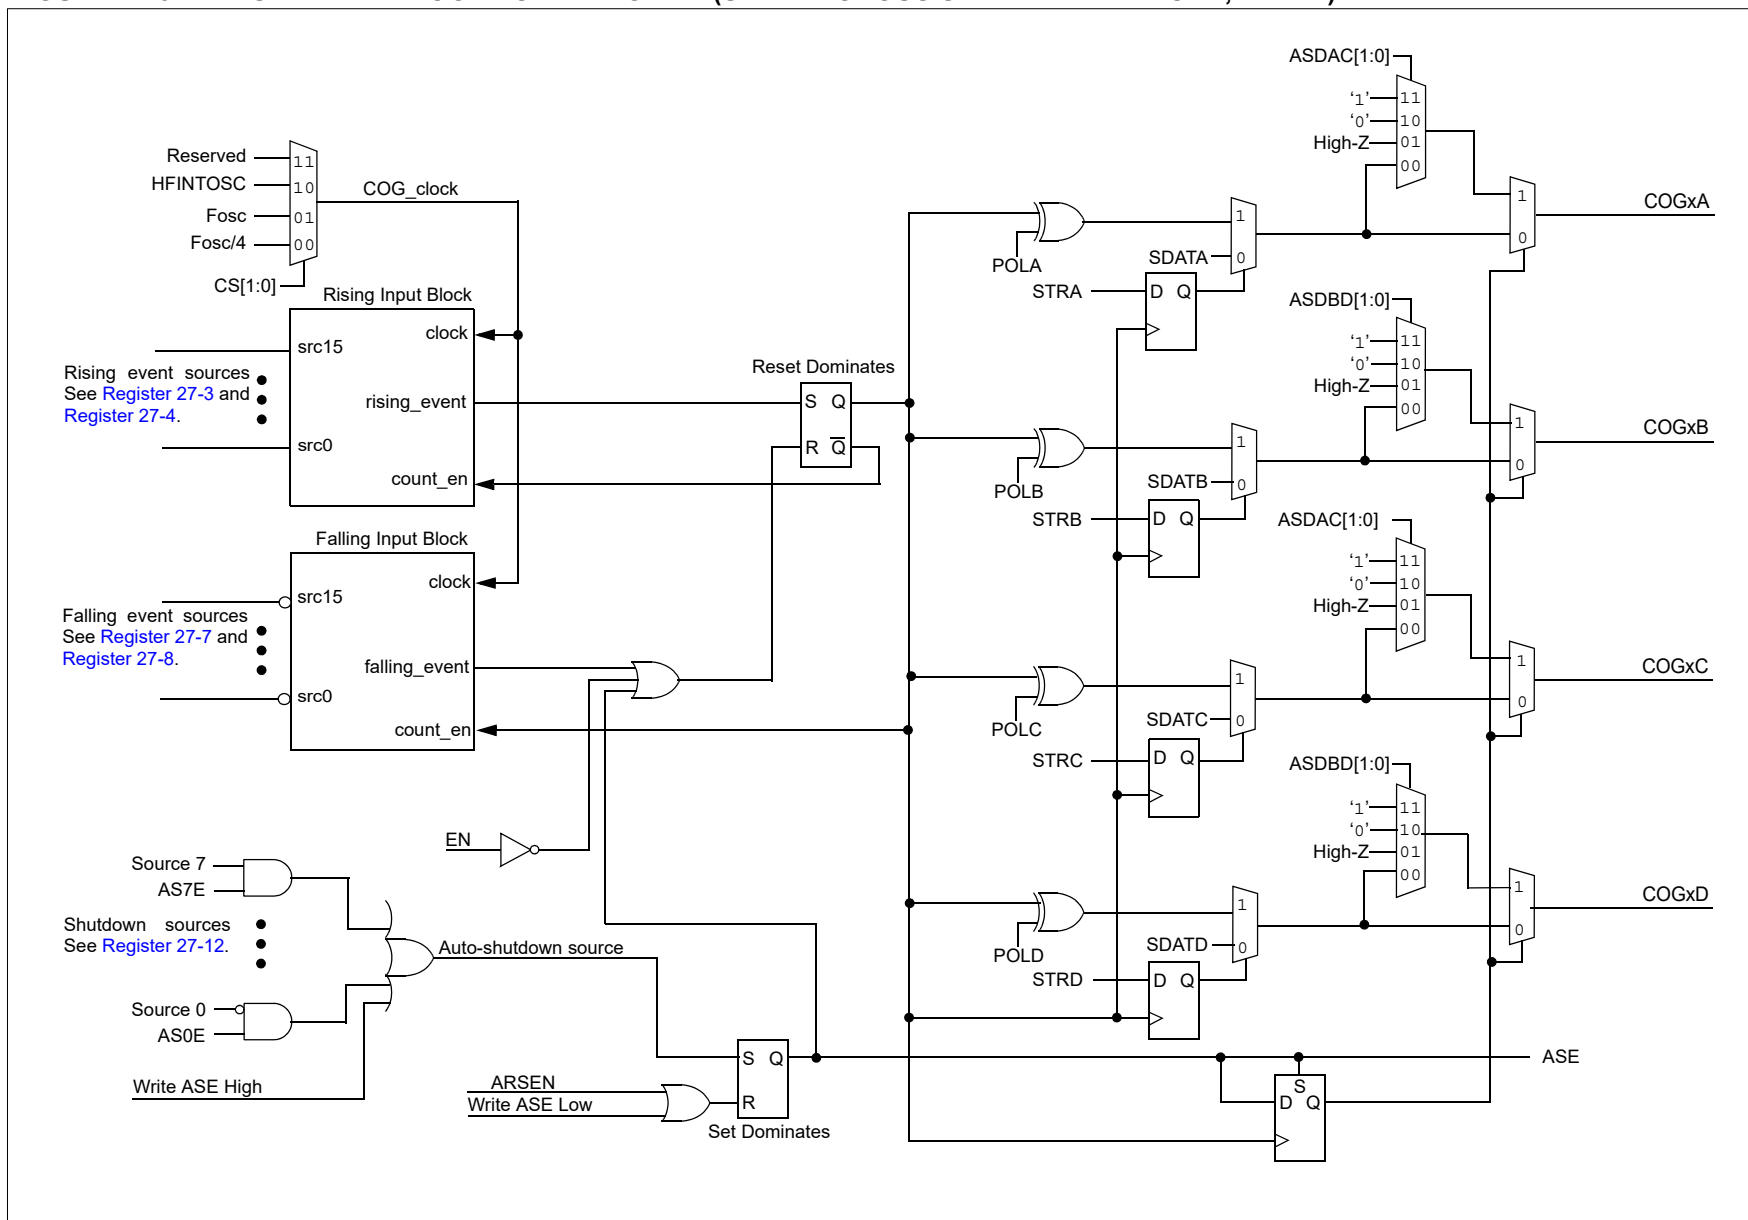 ASDAC[1:0]
‘1’ 11
‘0’ 10
High-Z 01
00
Reserved 11
HFINTOSC 10
Fosc 01
Fosc/4 00
COG_clock
CS[1:0]
1
0
COGxA
POLA
1
SDATA 0
STRA
D Q
Rising Input Block
clock
src15
Rising event sources
See Register 27-3 and
Register 27-4.
rising_event
src0
count_en
Reset Dominates
S Q
R Q
ASDBD[1:0]
‘1’ 11
‘0’ 10
High-Z 01
00
1
0
COGxB
POLB
1
SDATB 0
STRB
D Q
Falling Input Block
clock
src15
Falling event sources
See Register 27-7 and
Register 27-8.
falling_event
src0
count_en
ASDAC[1:0]
‘1’ 11
‘0’ 10
High-Z 01
00
1
0
COGxC
POLC
1
SDATC 0
STRC
D Q
EN
ASDBD[1:0]
‘1’ 11
‘0’ 10
High-Z 01
00
1
0
COGxD
POLD
1
SDATD 0
STRD
D Q
Source 7
AS7E
Shutdown sources
See Register 27-12.
Auto-shutdown source
Source 0
AS0E
Write ASE High
ARSEN
Write ASE Low
S Q
R
Set Dominates
ASE
S
D Q